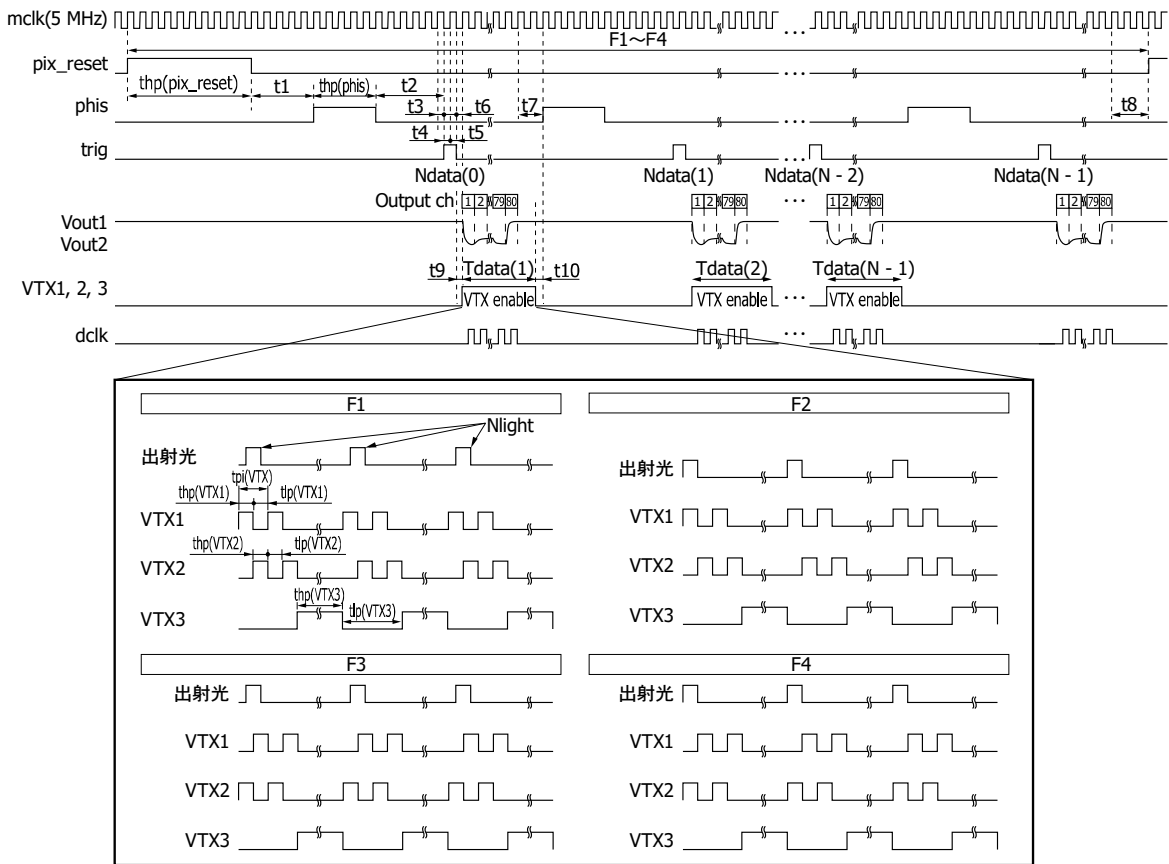 mclk(5 MHz)
F1～F4
pix_reset
thp(pix_reset) t1 thp(phis) t2
phis
t3 t6 t7 t8
t4 t5
trig
Ndata(0) Ndata(1) Ndata(N - 2) Ndata(N - 1)
Output ch 1 2 79 80 1 2 79 80 1 2 79 80 1 2 79 80
Vout1
Vout2
t9 Tdata(1) t10 Tdata(2) Tdata(N - 1)
VTX1, 2, 3
VTX enable VTX enable VTX enable
dclk
F1
Nlight
出射光
tpi(VTX)
thp(VTX1) tlp(VTX1)
VTX1
thp(VTX2) tlp(VTX2)
VTX2
thp(VTX3)
tlp(VTX3)
VTX3
F2
出射光
VTX1
VTX2
VTX3
F3
出射光
VTX1
VTX2
VTX3
F4
出射光
VTX1
VTX2
VTX3